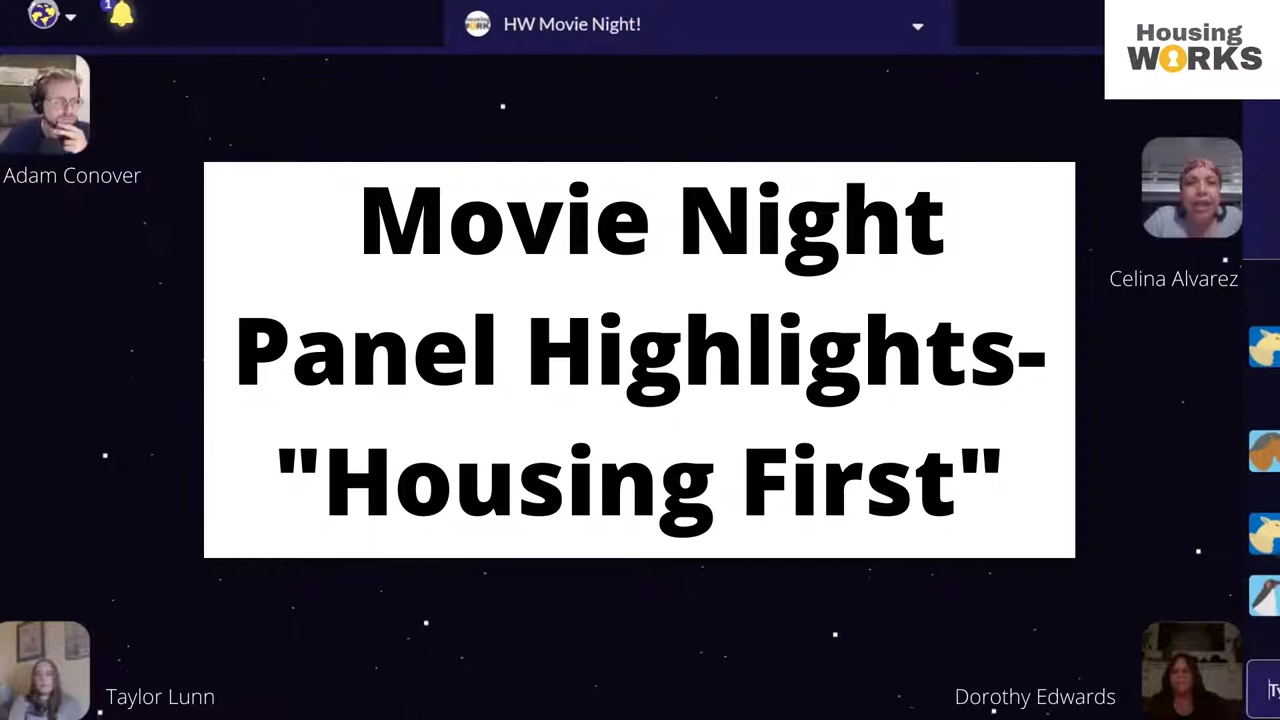 1
HW Movie Night!
Housing
WORKS
Adam Conover
Celina Alvarez
Movie Night
Panel Highlights-
"Housing First"
Taylor Lunn
Dorothy Edwards